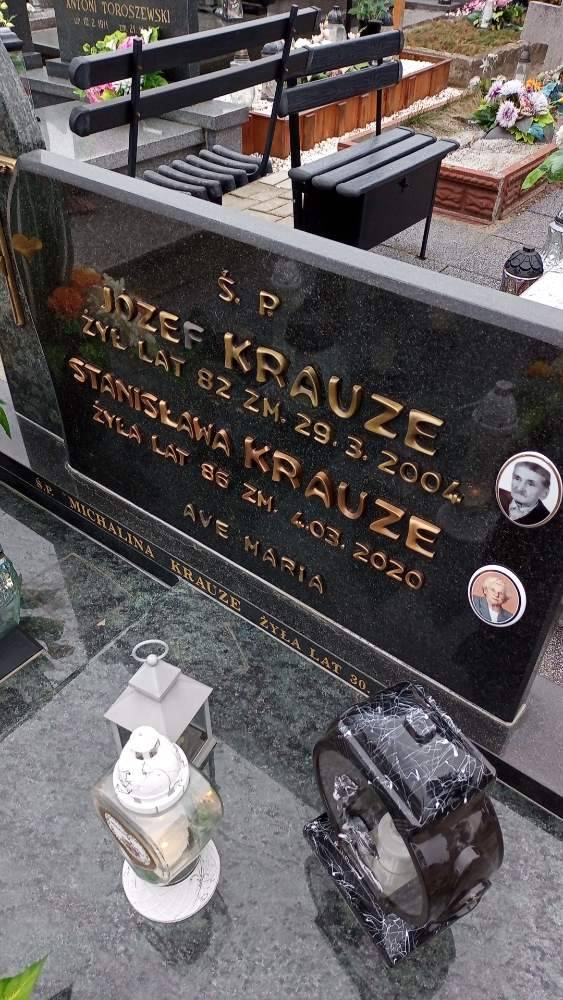 ANTONI TOROSZEWSKI
Ś. P.
JÓZEF KRAUZE
ŻYŁ LAT 82 ZM. 29. 3. 2004.
STANISŁAWA KRAUZE
ŻYŁA LAT 86 ZM. 4.03. 2020
AVE MARIA
Ś.P. MICHALINA KRAUZE ŻYŁA LAT 30.